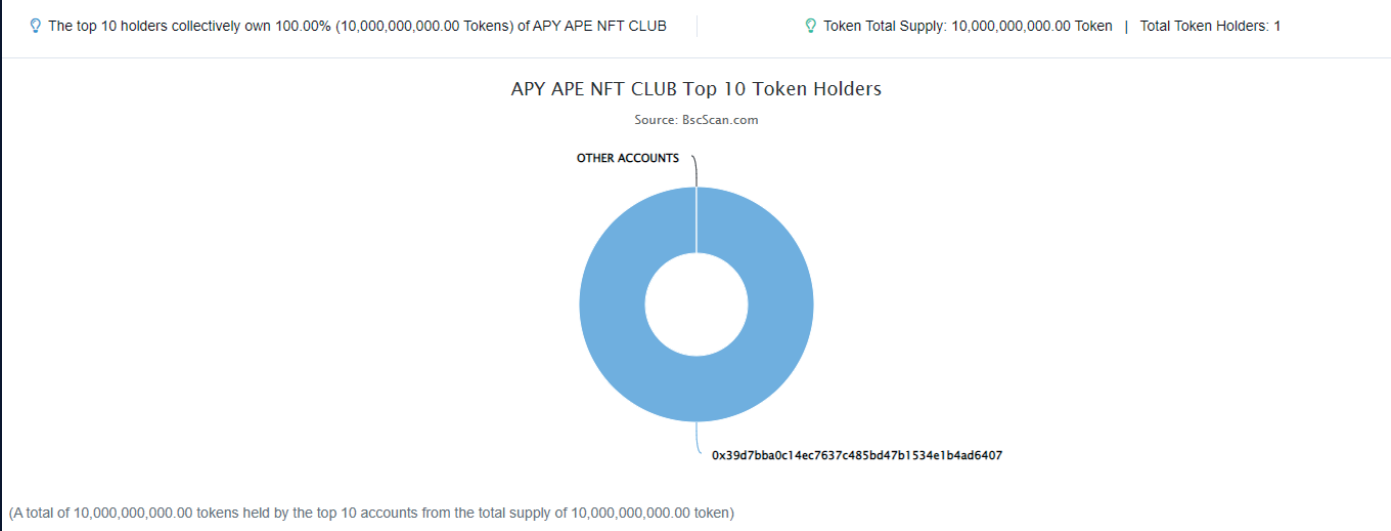 The top 10 holders collectively own 100.00% (10,000,000,000.00 Tokens) of APY APE NFT CLUB
Token Total Supply: 10,000,000,000.00 Token | Total Token Holders: 1
APY APE NFT CLUB Top 10 Token Holders
Source: BscScan.com
OTHER ACCOUNTS
0x39d7bba0c14ec7637c485bd47b1534e1b4ad6407
(A total of 10,000,000,000.00 tokens held by the top 10 accounts from the total supply of 10,000,000,000.00 token)